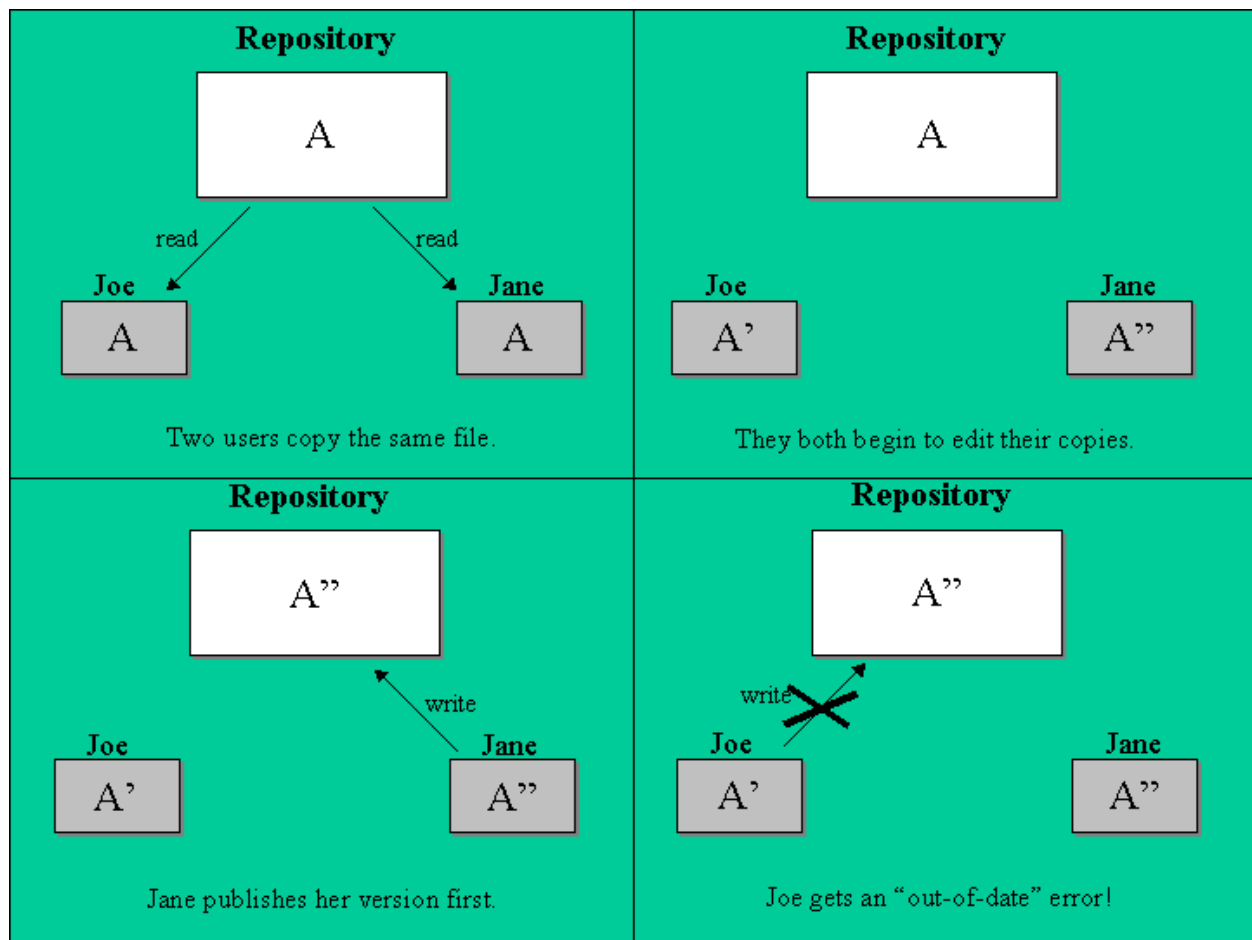 Repository
A
read
read
Joe
Jane
A
A
Two users copy the same file.
Repository
A
Joe
Jane
A’
A”
They both begin to edit their copies.
Repository
A”
write
Joe
Jane
A’
A”
Jane publishes her version first.
Repository
A”
write
Joe
Jane
A’
A”
Joe gets an “out-of-date” error!